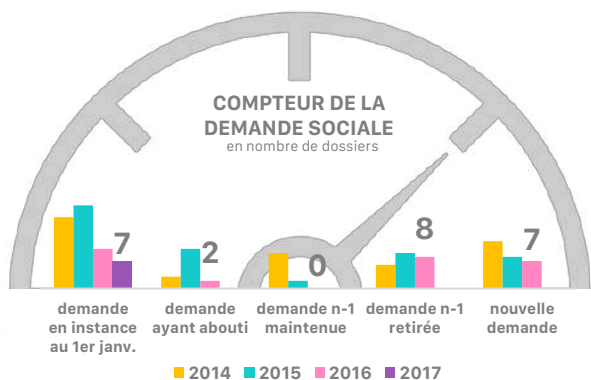 COMPTEUR DE LA
DEMANDE SOCIALE
en nombre de dossiers
7
2
0
8
7
demande
en instance
au 1er janv.
demande
ayant abouti
demande n-1
maintenue
demande n-1
retirée
nouvelle
demande
2014 2015 2016 2017